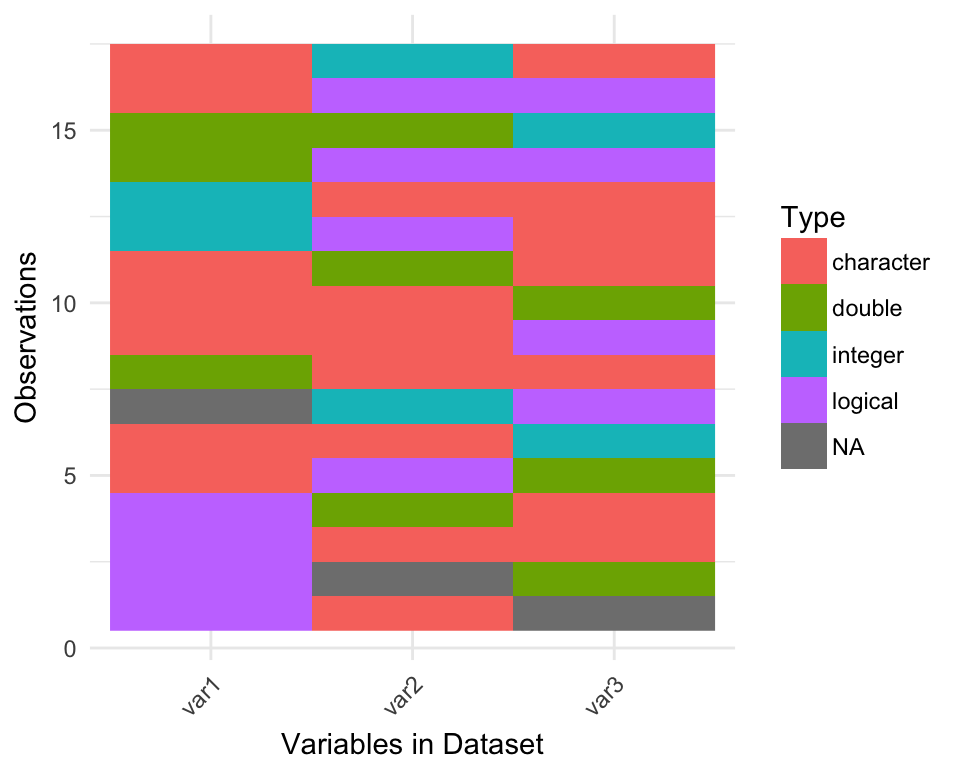 Observations
15
10
5
0
var1
var2
var3
Variables in Dataset
Type
character
double
integer
logical
NA